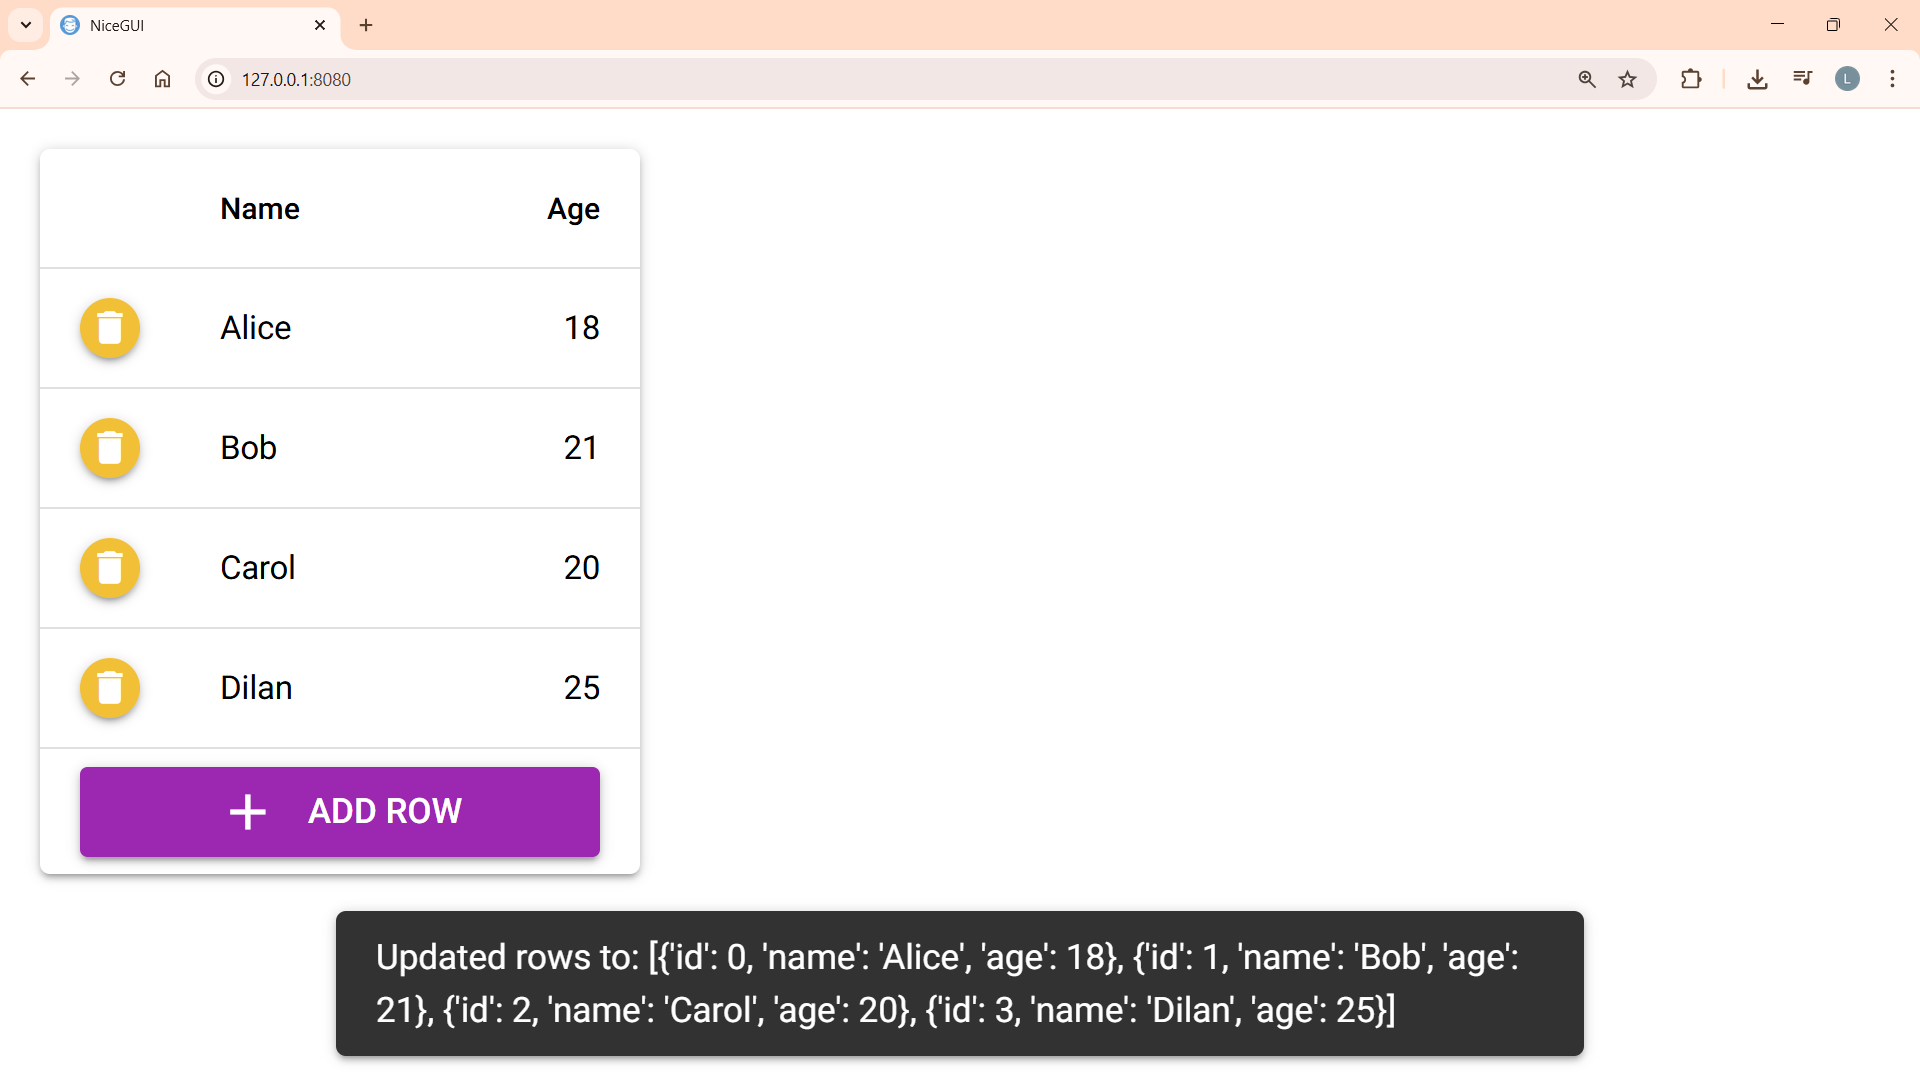 NiceGUI
127.0.0.1:8080
L
Name Age
Alice 18
Bob 21
Carol 20
Dilan 25
ADD ROW
Updated rows to: [{'id': 0, 'name': 'Alice', 'age': 18}, {'id': 1, 'name': 'Bob', 'age':
21}, {'id': 2, 'name': 'Carol', 'age': 20}, {'id': 3, 'name': 'Dilan', 'age': 25}]